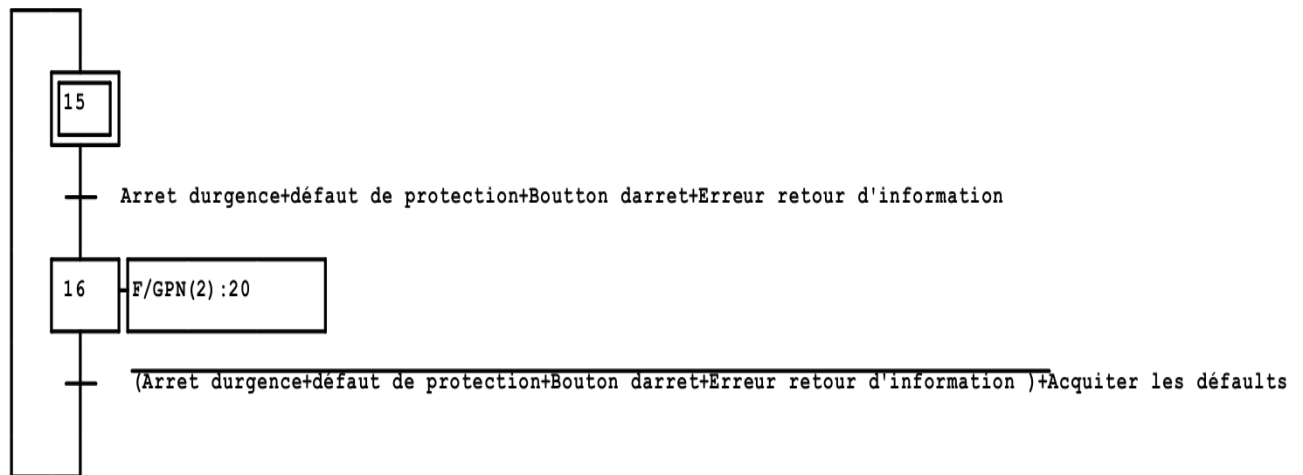 15
Arret durgence+défaut de protection+Boutton darret+Erreur retour d'information
16
F/GPN(2):20
(Arret durgence+défaut de protection+Bouton darret+Erreur retour d'information )+Acquiter les défaults